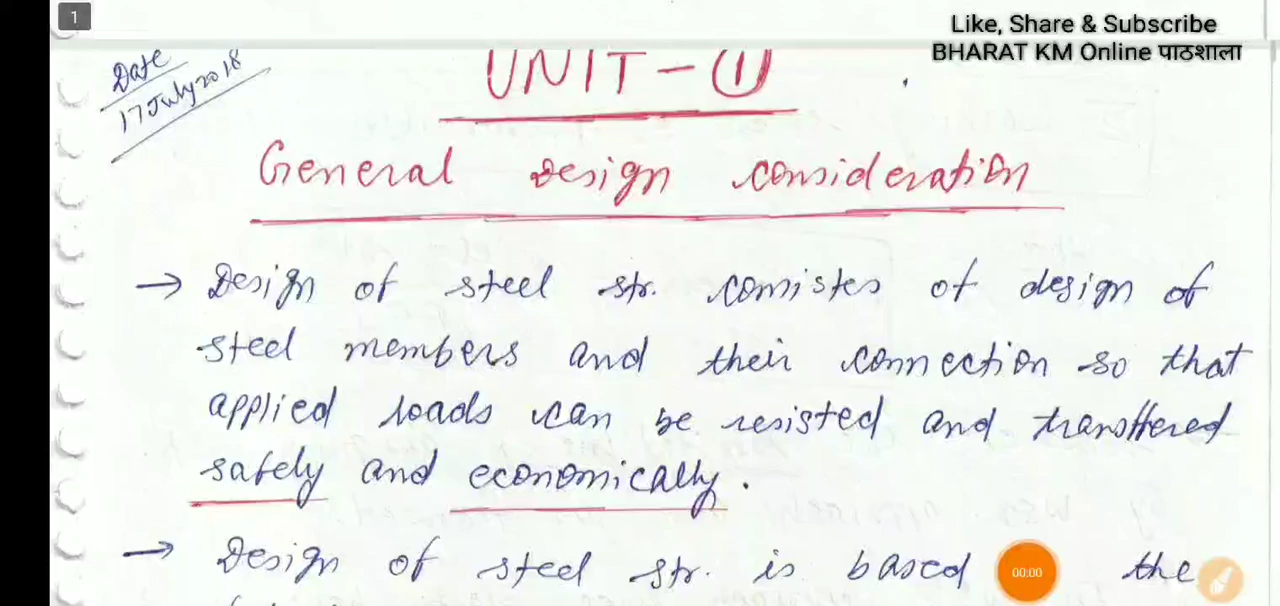 1
Like, Share & Subscribe
BHARAT KM Online पाठशाला
Date
17 July 2018
UNIT - (1)
General Design consideration
→ Design of steel str. consistes of design of
steel members and their connection so that
applied loads can be resisted and transffered
safely and economically.
→ Design of steel str. is based the
00:00